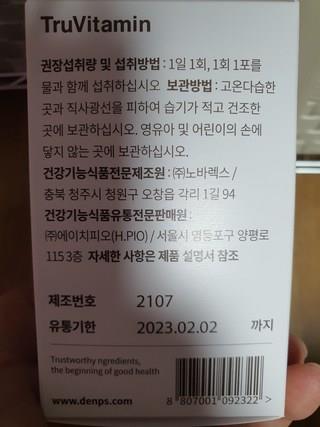 TruVitamin
권장섭취량 및 섭취방법 : 1일 1회, 1회 1포를
물과 함께 섭취하십시오 보관방법 : 고온다습한
곳과 직사광선을 피하여 습기가 적고 건조한
곳에 보관하십시오. 영유아 및 어린이의 손에
닿지 않는 곳에 보관하십시오.
건강기능식품전문제조원 : ㈜노바렉스 /
충북 청주시 청원구 오창읍 각리 1길 94
건강기능식품유통전문판매원 :
㈜에이치피오(H.PIO) / 서울시 영등포구 양평로
115 3층 자세한 사항은 제품 설명서 참조
제조번호 2107
유통기한 2023.02.02 까지
Trustworthy ngredients,
the beginning of good health
www.denps.com
8 807001 092322 >